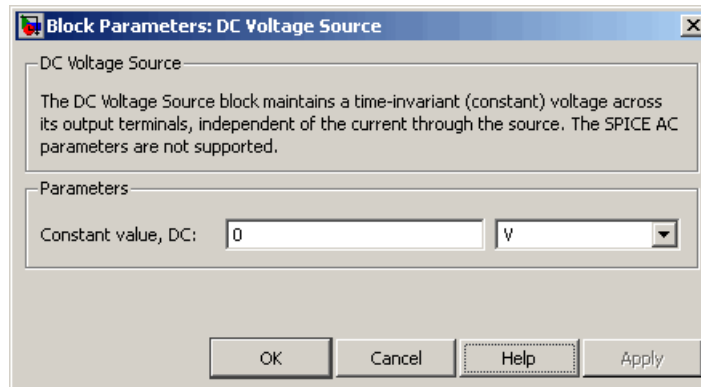 Block Parameters: DC Voltage Source
DC Voltage Source
The DC Voltage Source block maintains a time-invariant (constant) voltage across
its output terminals, independent of the current through the source. The SPICE AC
parameters are not supported.
Parameters
Constant value, DC: 0 V
OK Cancel Help Apply